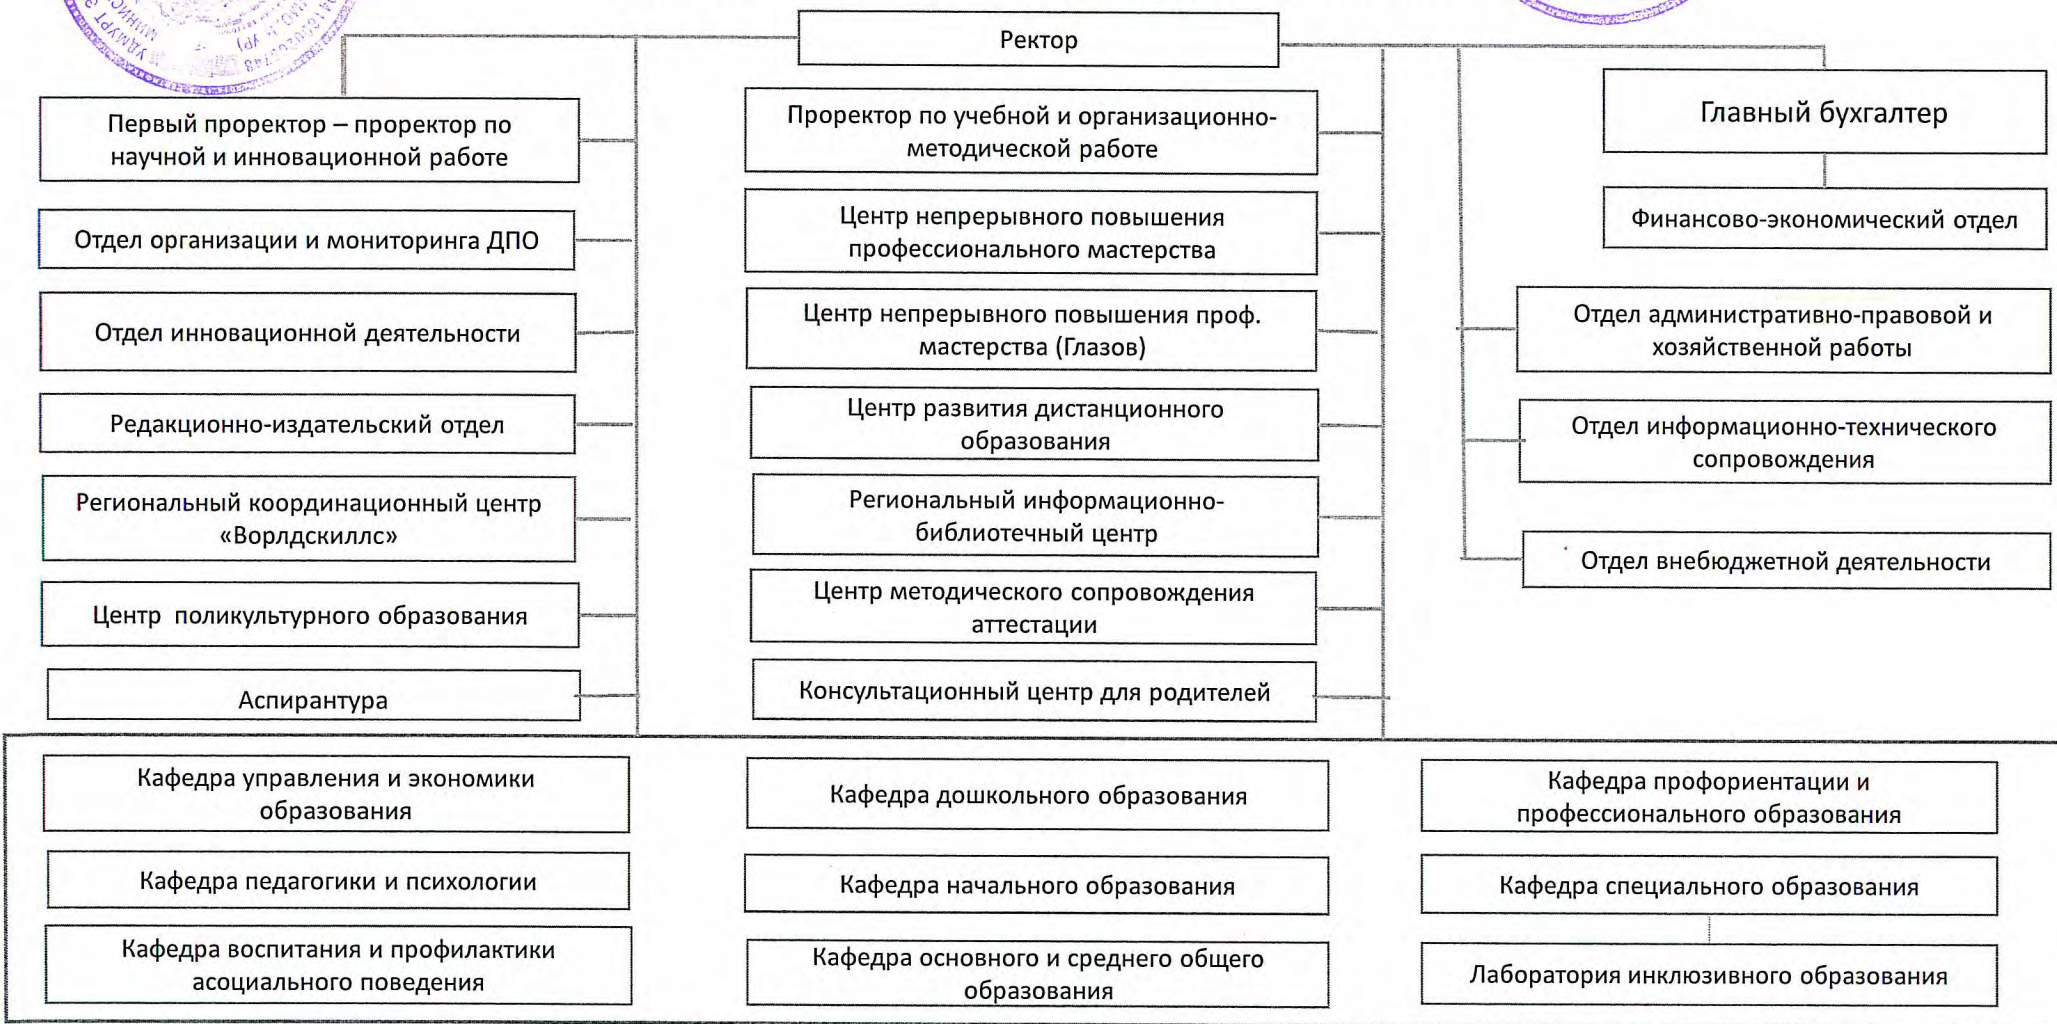 Ректор
Первый проректор – проректор по
научной и инновационной работе
Отдел организации и мониторинга ДПО
Отдел инновационной деятельности
Редакционно-издательский отдел
Региональный координационный центр
«Ворлдскиллс»
Центр поликультурного образования
Аспирантура
Проректор по учебной и организационно-
методической работе
Центр непрерывного повышения
профессионального мастерства
Центр непрерывного повышения проф.
мастерства (Глазов)
Центр развития дистанционного
образования
Региональный информационно-
библиотечный центр
Центр методического сопровождения
аттестации
Консультационный центр для родителей
Главный бухгалтер
Финансово-экономический отдел
Отдел административно-правовой и
хозяйственной работы
Отдел информационно-технического
сопровождения
Отдел внебюджетной деятельности
Кафедра управления и экономики
образования
Кафедра педагогики и психологии
Кафедра воспитания и профилактики
асоциального поведения
Кафедра дошкольного образования
Кафедра начального образования
Кафедра основного и среднего общего
образования
Кафедра профориентации и
профессионального образования
Кафедра специального образования
Лаборатория инклюзивного образования